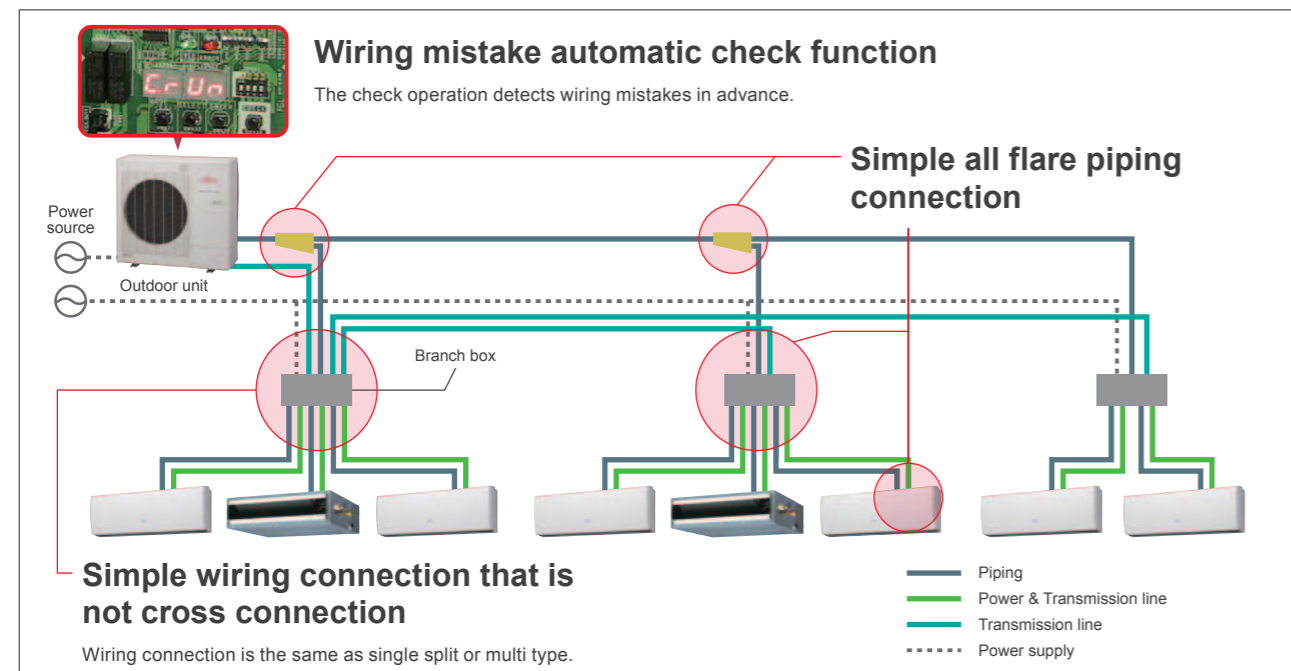 Wiring mistake automatic check function
The check operation detects wiring mistakes in advance.
CrUn
Simple all flare piping
connection
Power
source
Outdoor unit
Branch box
Simple wiring connection that is
not cross connection
Wiring connection is the same as single split or multi type.
Piping
Power & Transmission line
Transmission line
Power supply